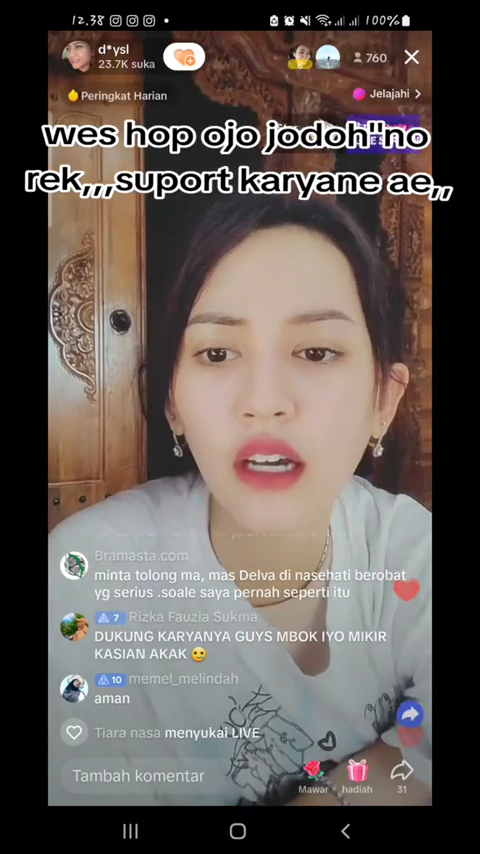 12.38
100%
d*ysl
23.7K suka
760
Peringkat Harian
Jelajahi >
wes hop ojo jodoh"no
rek,,,suport karyane ae,,
Bramasta.com
minta tolong ma, mas Delva di nasehati berobat
yg serius .soale saya pernah seperti itu
7 Rizka Fauzia Sukma
DUKUNG KARYANYA GUYS MBOK IYO MIKIR
KASIAN AKAK 😉
10 memel_melindah
aman
Tiara nasa menyukai LIVE
Tambah komentar
Mawar
hadiah
31